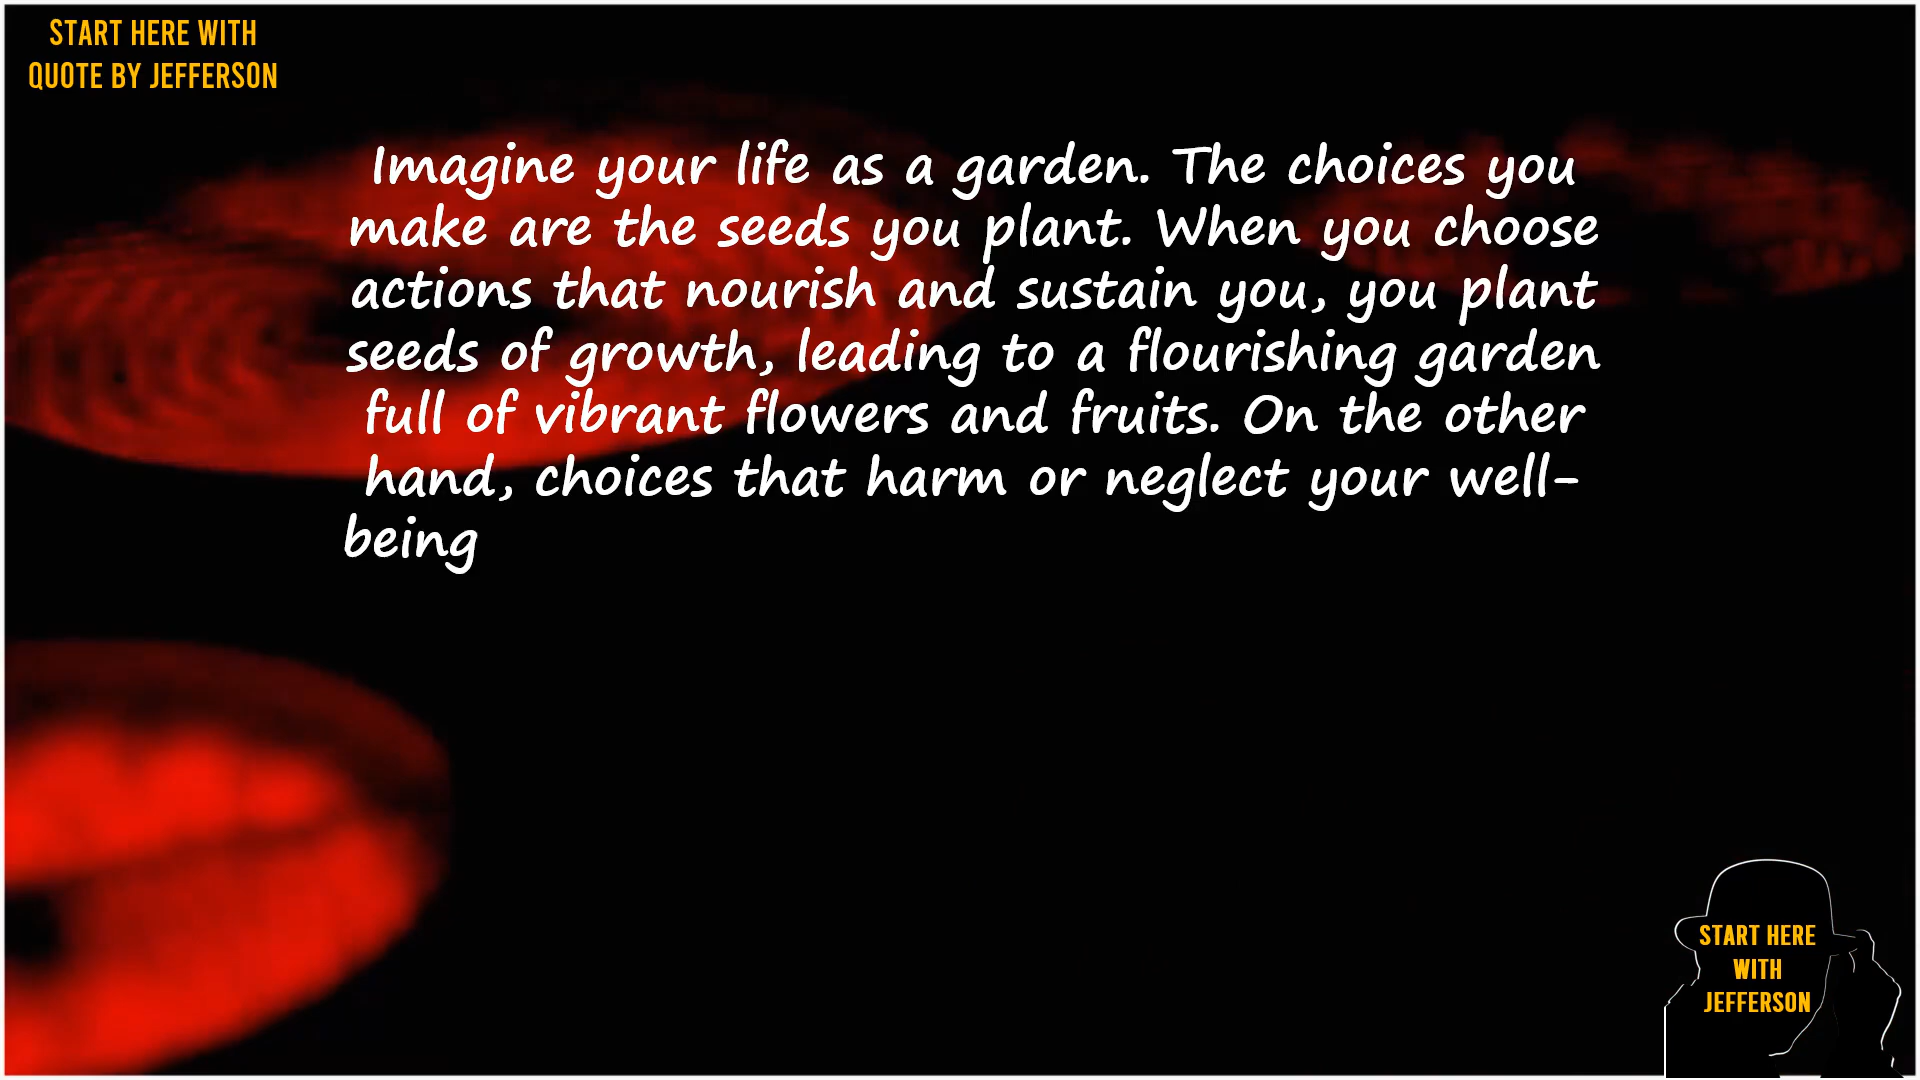 START HERE WITH
QUOTE BY JEFFERSON
Imagine your life as a garden. The choices you
make are the seeds you plant. When you choose
actions that nourish and sustain you, you plant
seeds of growth, leading to a flourishing garden
full of vibrant flowers and fruits. On the other
hand, choices that harm or neglect your well-
being
START HERE
WITH
JEFFERSON